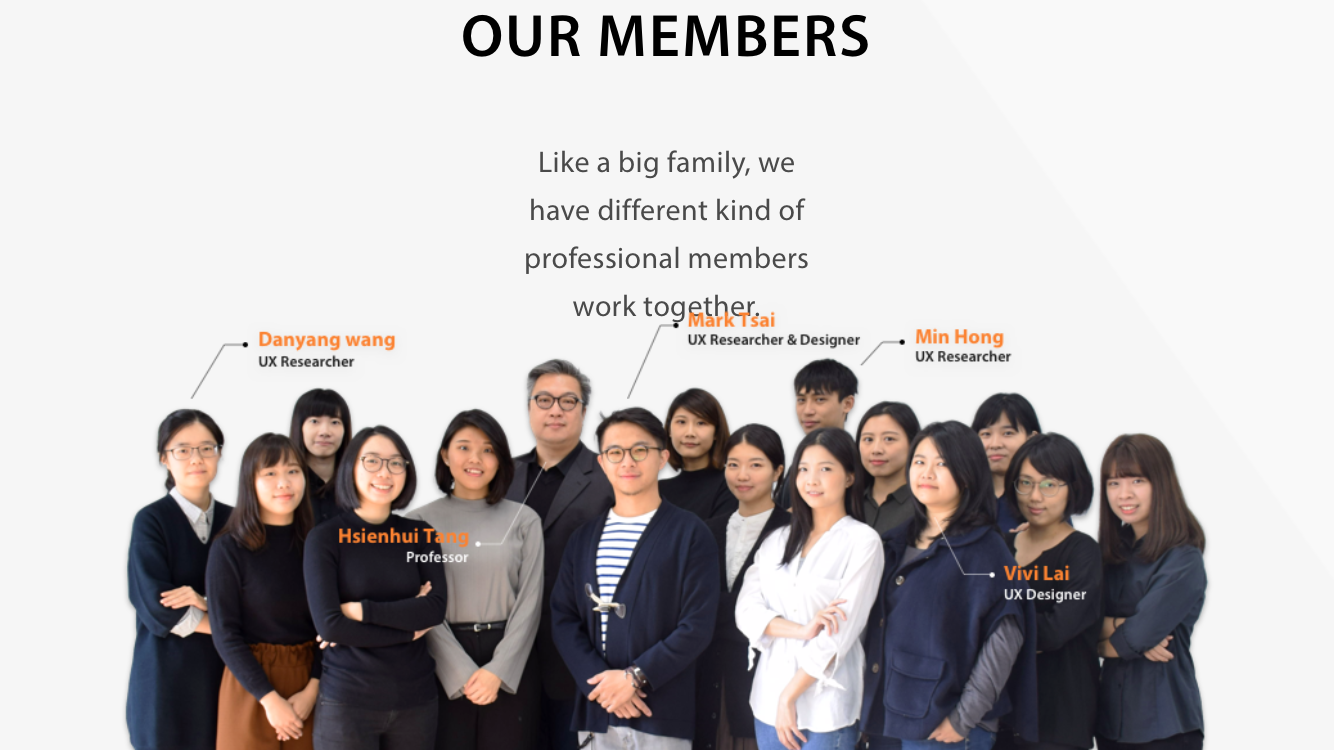 OUR MEMBERS
Like a big family, we
have different kind of
professional members
work together.
Mark Tsai
UX Researcher & Designer
Danyang wang
UX Researcher
Min Hong
UX Researcher
Hsienhui Tang
Professor
Vivi Lai
UX Designer